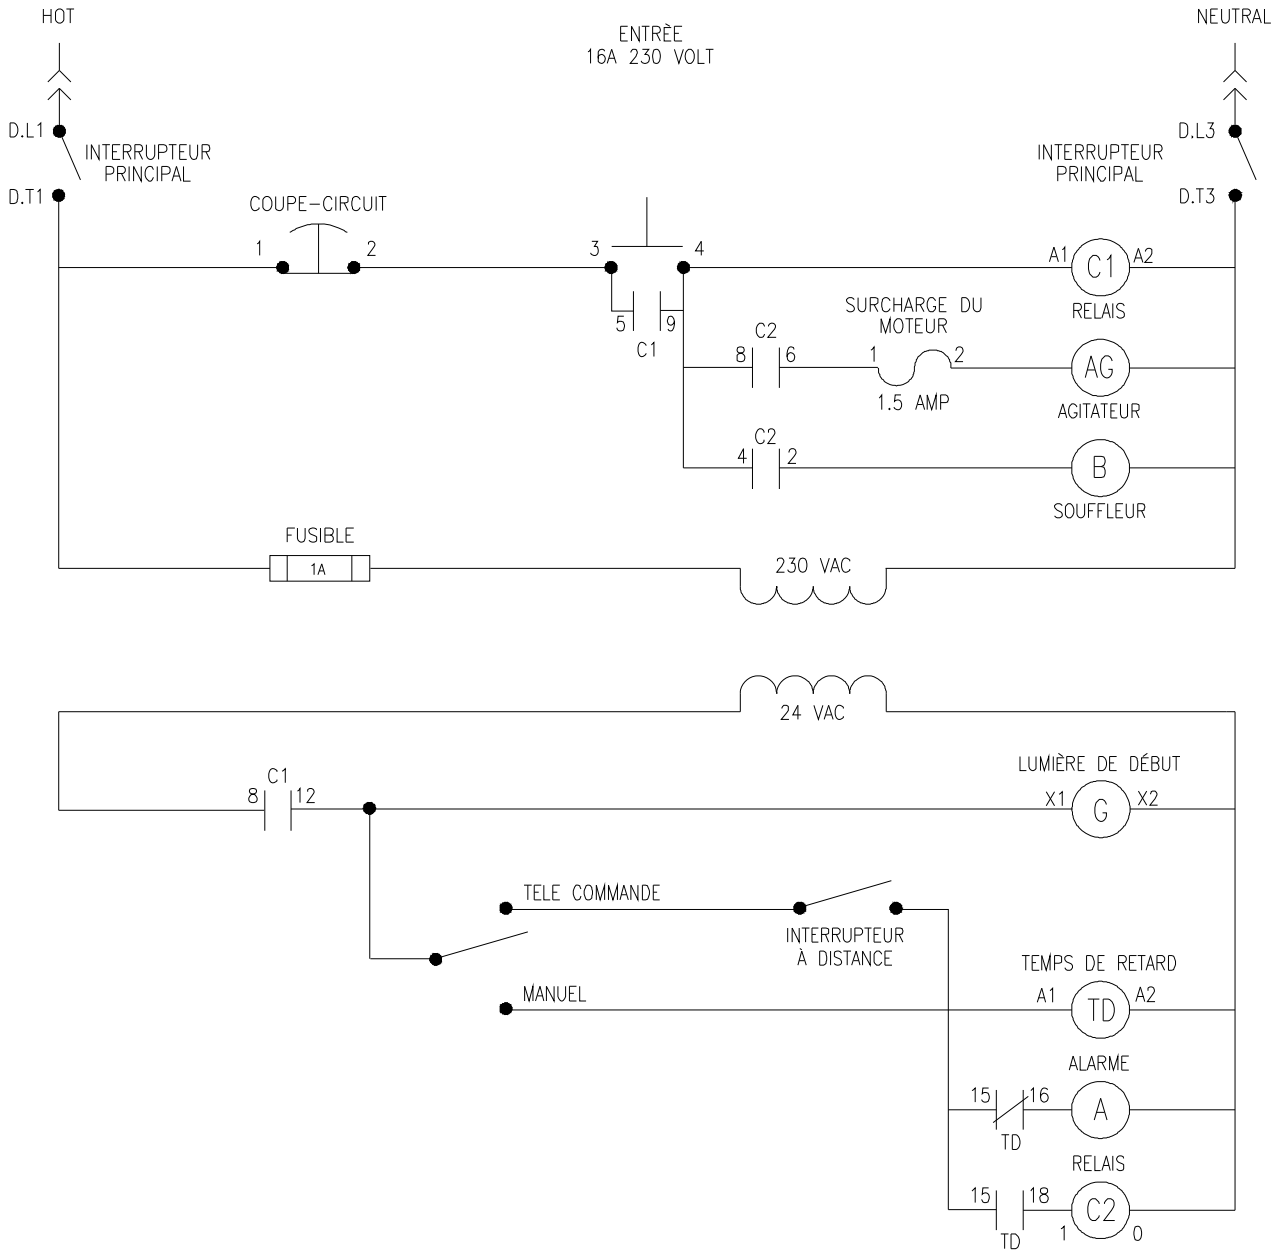 HOT
NEUTRAL
ENTRÈE
16A 230 VOLT
D.L1
D.L3
INTERRUPTEUR
PRINCIPAL
INTERRUPTEUR
PRINCIPAL
D.T1
D.T3
COUPE-CIRCUIT
1
2
3
4
A1
C1
A2
RELAIS
5
9
C1
SURCHARGE DU
MOTEUR
C2
8
6
1
2
1.5 AMP
AG
AGITATEUR
C2
4
2
B
SOUFFLEUR
FUSIBLE
1A
230 VAC
24 VAC
C1
8
12
LUMIÈRE DE DÉBUT
X1
G
X2
TELE COMMANDE
INTERRUPTEUR
À DISTANCE
MANUEL
TEMPS DE RETARD
A1
TD
A2
ALARME
15
16
A
TD
RELAIS
15
18
C2
TD
1
0